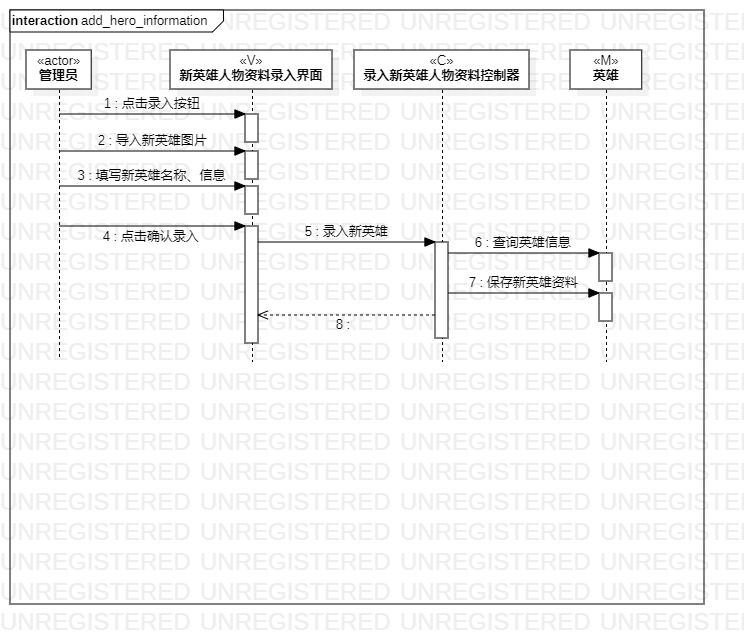 interaction add_hero_information
«actor»
管理员
«V»
新英雄人物资料录入界面
«C»
录入新英雄人物资料控制器
«M»
英雄
1 : 点击录入按钮
2 : 导入新英雄图片
3 : 填写新英雄名称、信息
4 : 点击确认录入
5 : 录入新英雄
6 : 查询英雄信息
7 : 保存新英雄资料
8 :
UNREGISTERED